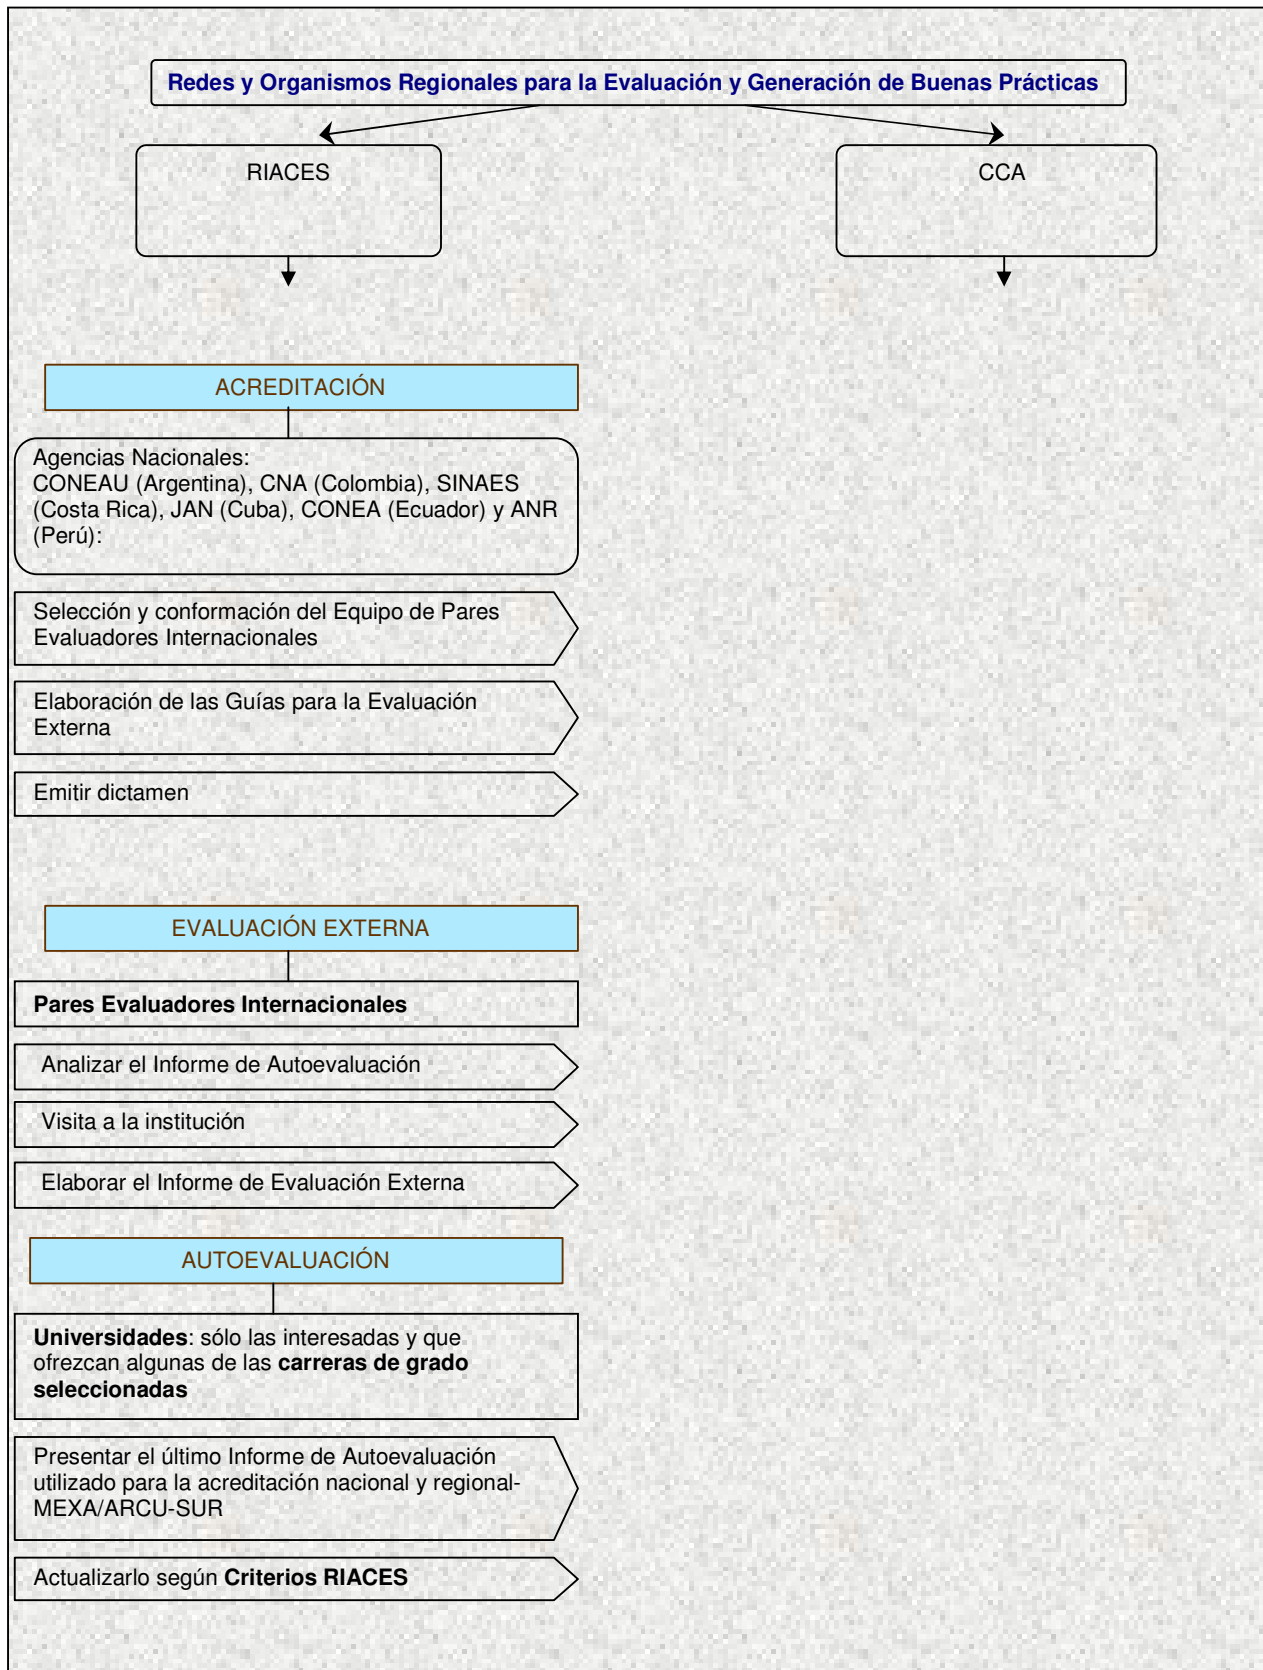 Redes y Organismos Regionales para la Evaluación y Generación de Buenas Prácticas
RIACES
CCA
ACREDITACIÓN
Agencias Nacionales:
CONEAU (Argentina), CNA (Colombia), SINAES
(Costa Rica), JAN (Cuba), CONEA (Ecuador) y ANR
(Perú):
Selección y conformación del Equipo de Pares
Evaluadores Internacionales
Elaboración de las Guías para la Evaluación
Externa
Emitir dictamen
EVALUACIÓN EXTERNA
Pares Evaluadores Internacionales
Analizar el Informe de Autoevaluación
Visita a la institución
Elaborar el Informe de Evaluación Externa
AUTOEVALUACIÓN
Universidades: sólo las interesadas y que
ofrezcan algunas de las carreras de grado
seleccionadas
Presentar el último Informe de Autoevaluación
utilizado para la acreditación nacional y regional-
MEXA/ARCU-SUR
Actualizarlo según Criterios RIACES